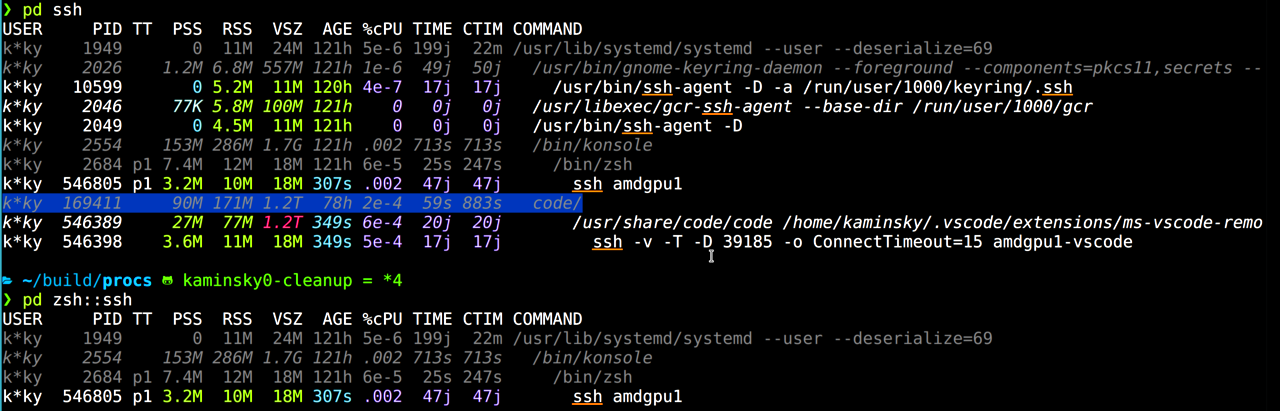 ❯ pd ssh
USER     PID TT  PSS  RSS  VSZ  AGE %cPU TIME CTIM COMMAND
k*ky    1949       0  11M  24M 121h 5e-6 199j  22m /usr/lib/systemd/systemd --user --deserialize=69
k*ky    2026    1.2M 6.8M 557M 121h 1e-6  49j  50j   /usr/bin/gnome-keyring-daemon --foreground --components=pkcs11,secrets --
k*ky   10599       0 5.2M  11M 120h 4e-7  17j  17j     /usr/bin/ssh-agent -D -a /run/user/1000/keyring/.ssh
k*ky    2046     77K 5.8M 100M 121h    0   0j   0j   /usr/libexec/gcr-ssh-agent --base-dir /run/user/1000/gcr
k*ky    2049       0 4.5M  11M 121h    0   0j   0j   /usr/bin/ssh-agent -D
k*ky    2554    153M 286M 1.7G 121h .002 713s 713s   /bin/konsole
k*ky    2684 p1 7.4M  12M  18M 121h 6e-5  25s 247s     /bin/zsh
k*ky  546805 p1 3.2M  10M  18M 307s .002  47j  47j       ssh amdgpu1
k*ky  169411     90M 171M 1.2T  78h 2e-4  59s 883s   code/
k*ky  546389     27M  77M 1.2T 349s 6e-4  20j  20j       /usr/share/code/code /home/kaminsky/.vscode/extensions/ms-vscode-remo
k*ky  546398    3.6M  11M  18M 349s 5e-4  17j  17j         ssh -v -T -D 39185 -o ConnectTimeout=15 amdgpu1-vscode
~/build/procs kaminsky0-cleanup = *4
❯ pd zsh::ssh
USER     PID TT  PSS  RSS  VSZ  AGE %cPU TIME CTIM COMMAND
k*ky    1949       0  11M  24M 121h 5e-6 199j  22m /usr/lib/systemd/systemd --user --deserialize=69
k*ky    2554    153M 286M 1.7G 121h .002 713s 713s   /bin/konsole
k*ky    2684 p1 7.4M  12M  18M 121h 6e-5  25s 247s     /bin/zsh
k*ky  546805 p1 3.2M  10M  18M 307s .002  47j  47j       ssh amdgpu1